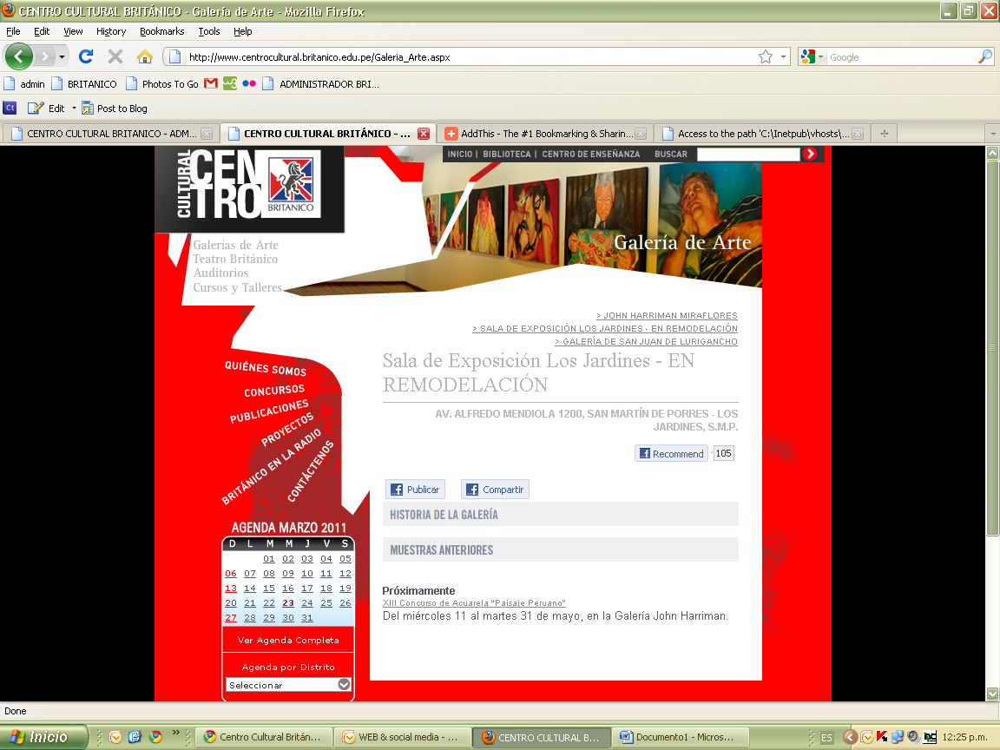 CENTRO CULTURAL BRITÁNICO - Galería de Arte - Mozilla Firefox
File Edit View History Bookmarks Tools Help
http://www.centrocultural.britanico.edu.pe/Galeria_Arte.aspx
Google
admin BRITANICO Photos To Go ADMINISTRADOR BRI...
Ct Edit Post to Blog
CENTRO CULTURAL BRITANICO - ADM... CENTRO CULTURAL BRITÁNICO - ... AddThis - The #1 Bookmarking & Sharin... Access to the path 'C:\Inetpub\vhosts\...
INICIO | BIBLIOTECA | CENTRO DE ENSEÑANZA BUSCAR
CULTURAL
CEN
TRO
BRITANICO
Galería de Arte
Galerías de Arte
Teatro Británico
Auditorios
Cursos y Talleres
> JOHN HARRIMAN MIRAFLORES
> SALA DE EXPOSICIÓN LOS JARDINES - EN REMODELACIÓN
> GALERÍA DE SAN JUAN DE LURIGANCHO
Sala de Exposición Los Jardines - EN
REMODELACIÓN
AV. ALFREDO MENDIOLA 1200, SAN MARTÍN DE PORRES - LOS
JARDINES, S.M.P.
Recommend 105
Publicar Compartir
HISTORIA DE LA GALERÍA
MUESTRAS ANTERIORES
Próximamente
XIII Concurso de Acuarela "Paisaje Peruano"
Del miércoles 11 al martes 31 de mayo, en la Galería John Harriman.
QUIÉNES SOMOS
CONCURSOS
PUBLICACIONES
PROYECTOS
BRITÁNICO EN LA RADIO
CONTÁCTENOS
AGENDA MARZO 2011
D L M M J V S
01 02 03 04 05
06 07 08 09 10 11 12
13 14 15 16 17 18 19
20 21 22 23 24 25 26
27 28 29 30 31
Ver Agenda Completa
Agenda por Distrito
Seleccionar
Done
Inicio Centro Cultural Britán... WEB & social media - ... CENTRO CULTURAL B... Documento1 - Micros... ES 12:25 p.m.